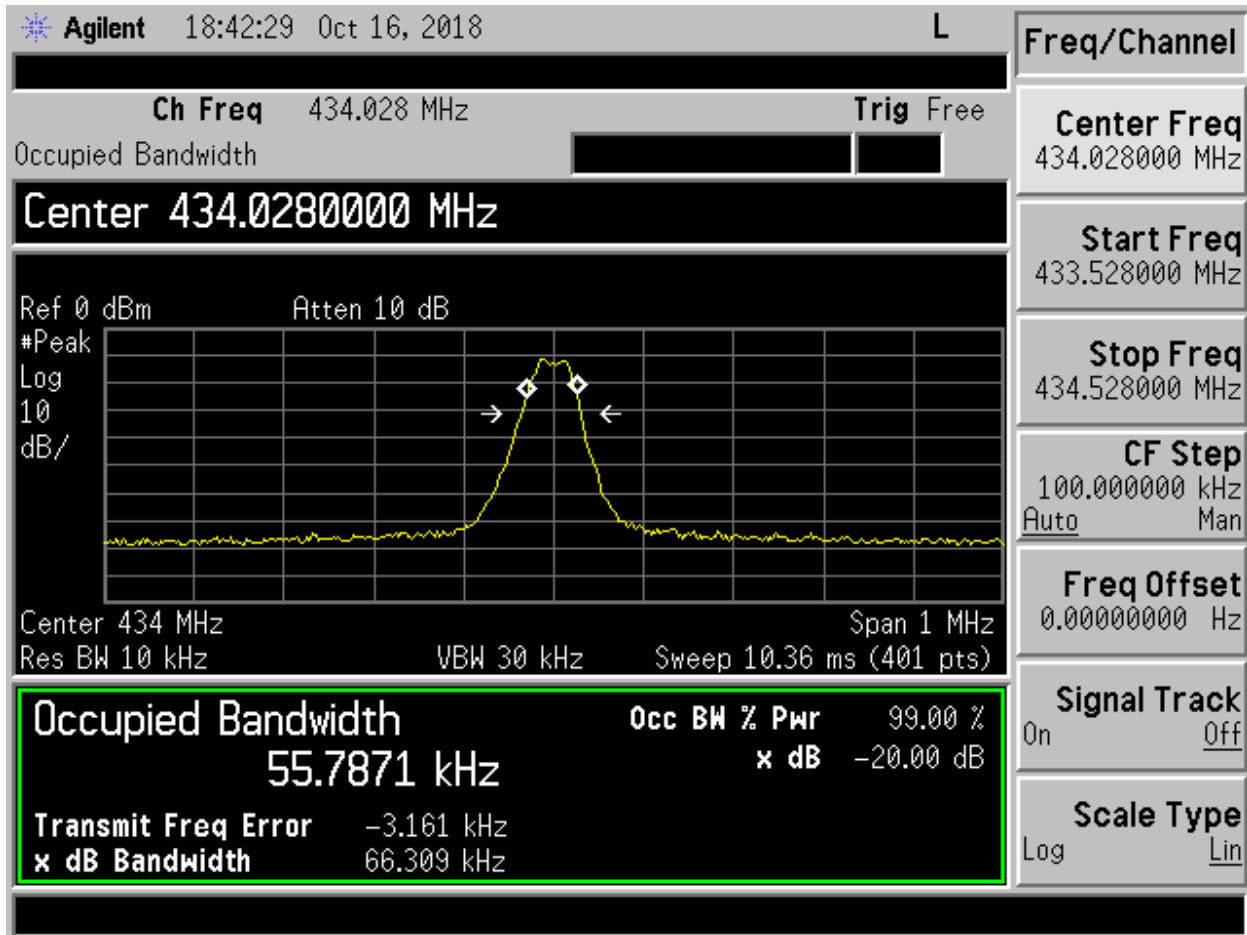 Agilent 18:42:29 Oct 16, 2018 L
Freq/Channel
Ch Freq 434.028 MHz Trig Free
Occupied Bandwidth
Center Freq
434.028000 MHz
Center 434.0280000 MHz
Start Freq
433.528000 MHz
Ref 0 dBm Atten 10 dB
#Peak
Log
10
dB/
Stop Freq
434.528000 MHz
CF Step
100.000000 kHz
Auto Man
Freq Offset
0.00000000 Hz
Center 434 MHz Span 1 MHz
Res BW 10 kHz VBW 30 kHz Sweep 10.36 ms (401 pts)
Signal Track
On Off
Occupied Bandwidth Occ BW % Pwr 99.00 %
55.7871 kHz x dB -20.00 dB
Transmit Freq Error -3.161 kHz
x dB Bandwidth 66.309 kHz
Scale Type
Log Lin